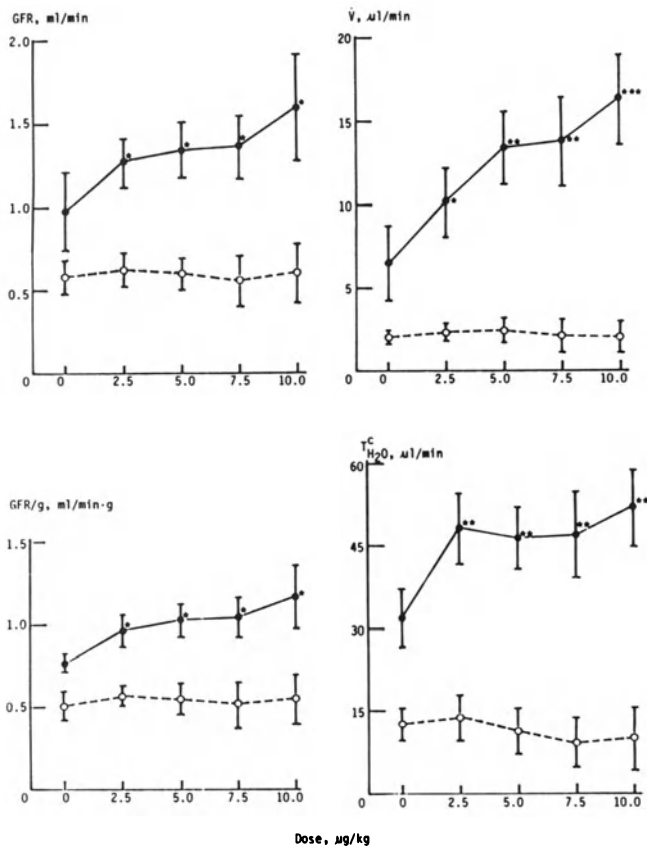 GFR, ml/min
2.0
1.5
1.0
0.5
0
0 2.5 5.0 7.5 10.0
* * * *
V̇, µl/min
20
15
10
5
0
0 2.5 5.0 7.5 10.0
* ** ** ***
GFR/g, ml/min·g
1.5
1.0
0.5
0
0 2.5 5.0 7.5 10.0
* * * *
TᶜH₂O, µl/min
60
45
30
15
0
0 2.5 5.0 7.5 10.0
** ** ** **
Dose, µg/kg